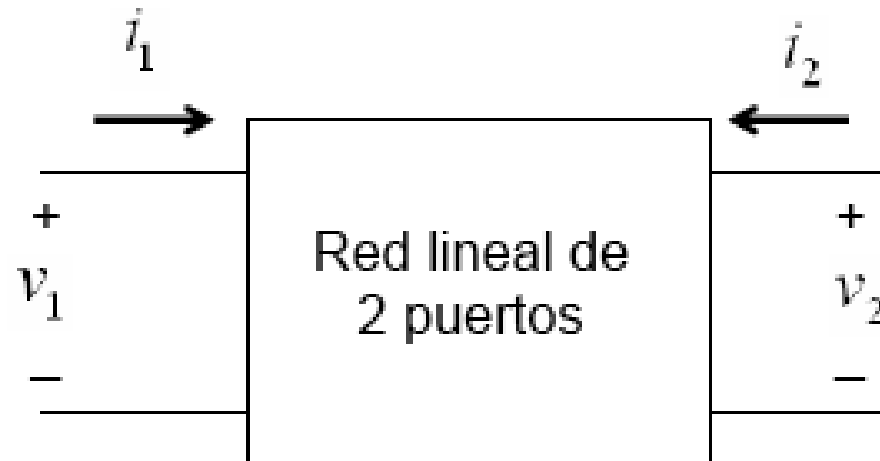 i₁
i₂
+
+
v₁
Red lineal de
2 puertos
v₂
−
−